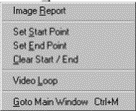 Image Report
Set Start Point
Set End Point
Clear Start / End
Video Loop
Goto Main Window Ctrl+M